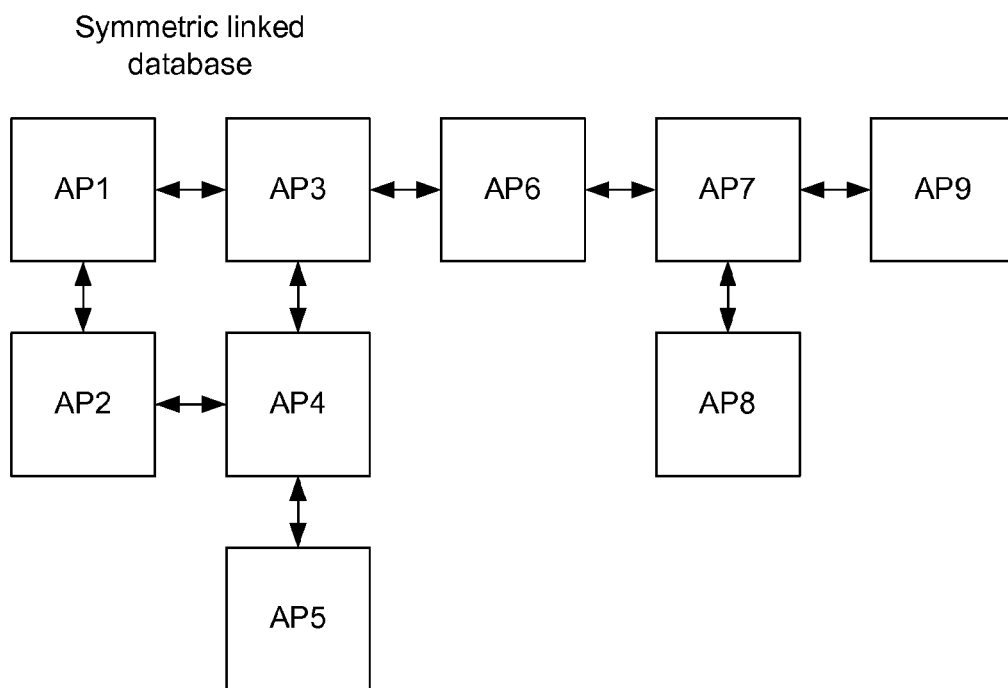 Symmetric linked
database
AP1
AP3
AP6
AP7
AP9
AP2
AP4
AP8
AP5